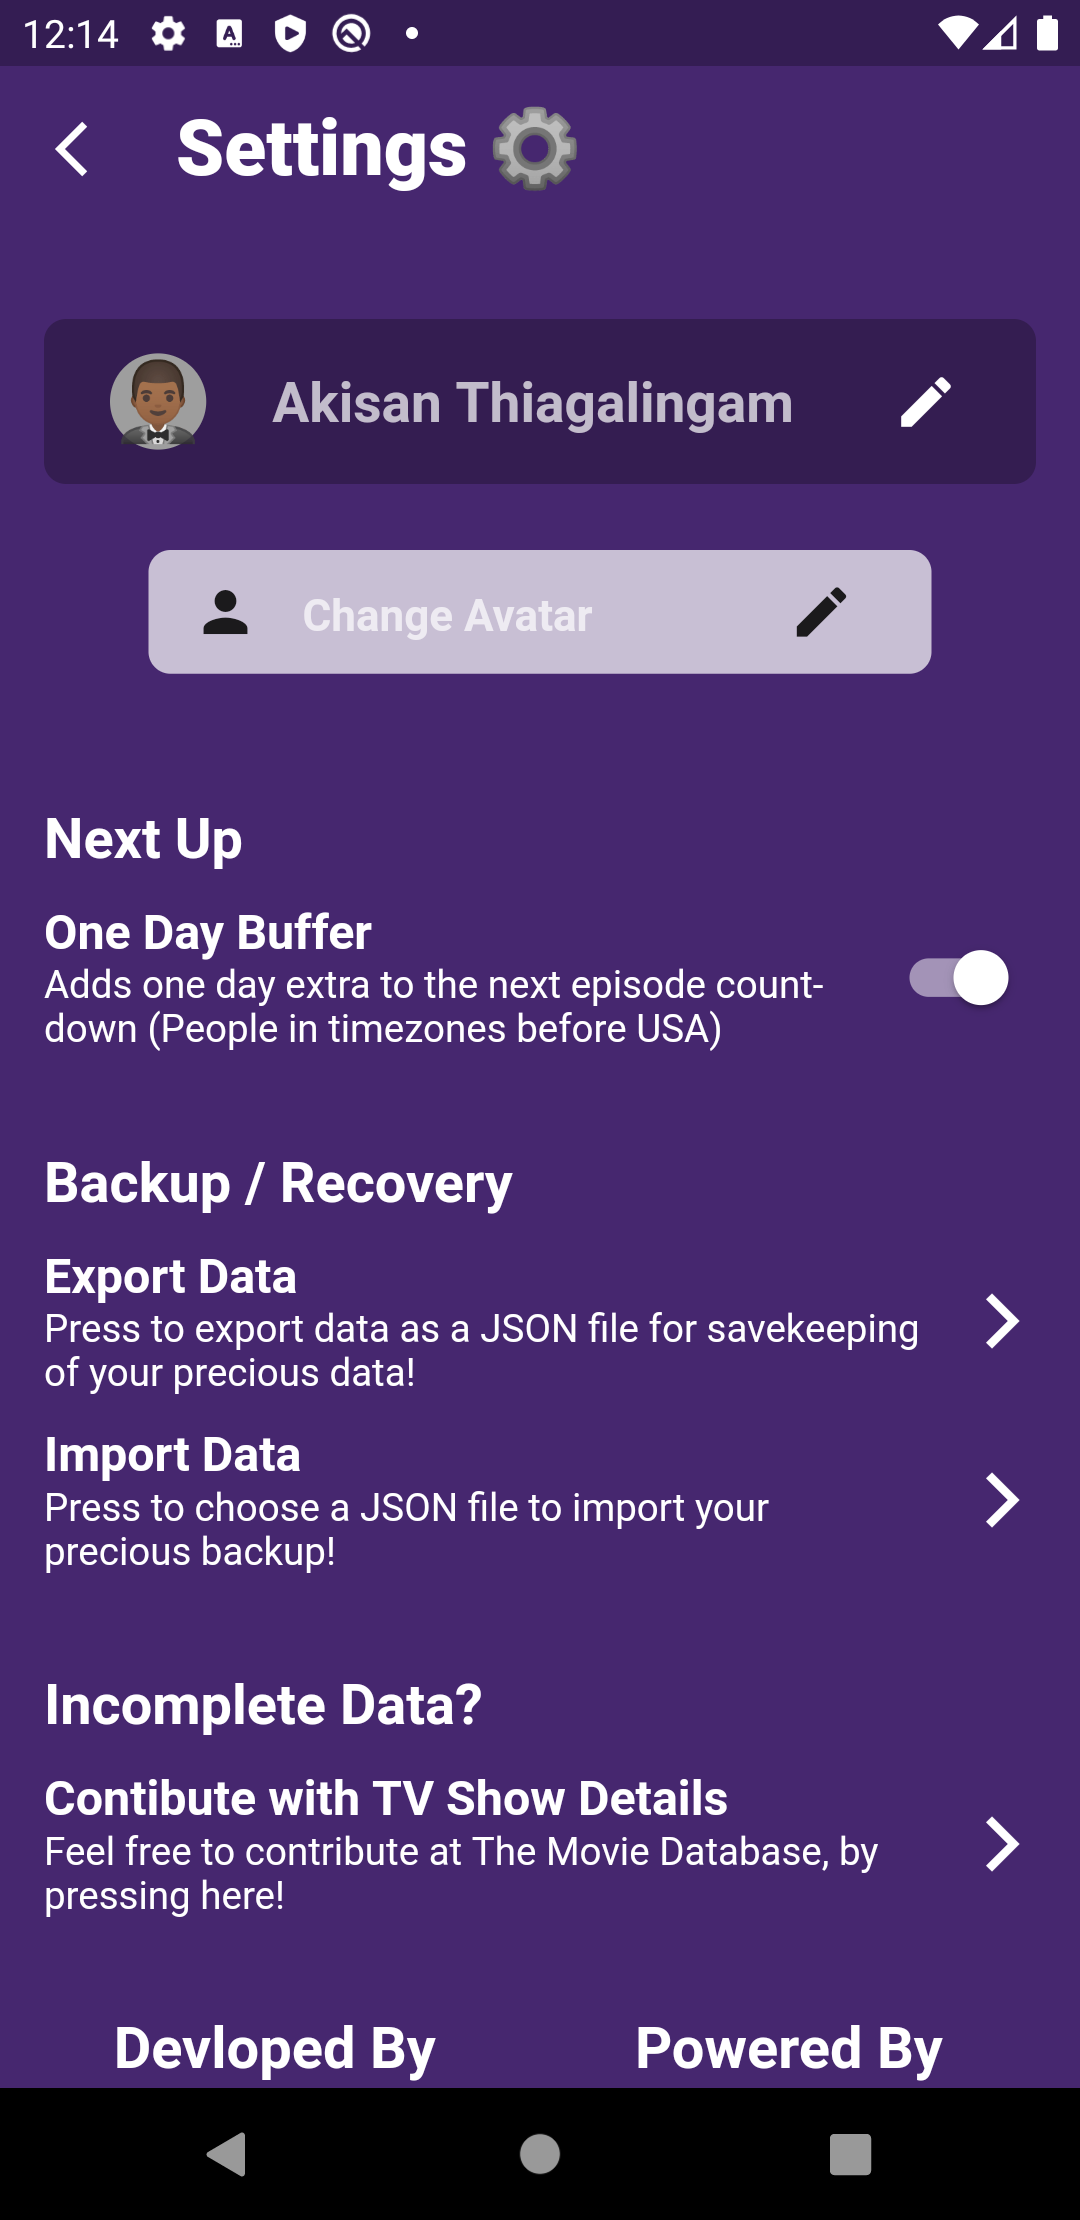 12:14
Settings
Akisan Thiagalingam
Change Avatar
Next Up
One Day Buffer
Adds one day extra to the next episode count-
down (People in timezones before USA)
Backup / Recovery
Export Data
Press to export data as a JSON file for savekeeping
of your precious data!
Import Data
Press to choose a JSON file to import your
precious backup!
Incomplete Data?
Contibute with TV Show Details
Feel free to contribute at The Movie Database, by
pressing here!
Devloped By
Powered By